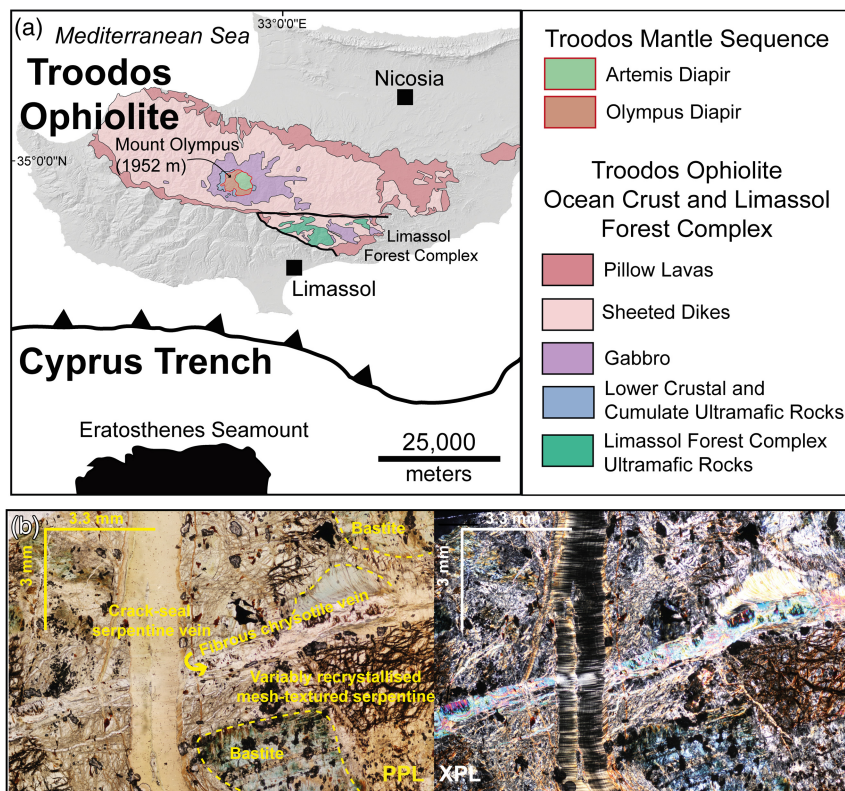 (a)
33°0'0"E
Mediterranean Sea
Troodos
Ophiolite
Nicosia
Mount Olympus
(1952 m)
35°0'0"N
Limassol
Forest Complex
Limassol
Cyprus Trench
Eratosthenes Seamount
25,000
meters
Troodos Mantle Sequence
Artemis Diapir
Olympus Diapir
Troodos Ophiolite
Ocean Crust and Limassol
Forest Complex
Pillow Lavas
Sheeted Dikes
Gabbro
Lower Crustal and
Cumulate Ultramafic Rocks
Limassol Forest Complex
Ultramafic Rocks
(b)
3.3 mm
3 mm
Bastite
Crack-seal
serpentine vein
Fibrous chrysotile vein
Variably recrystallised
mesh-textured serpentine
Bastite
PPL
3.3 mm
3 mm
XPL